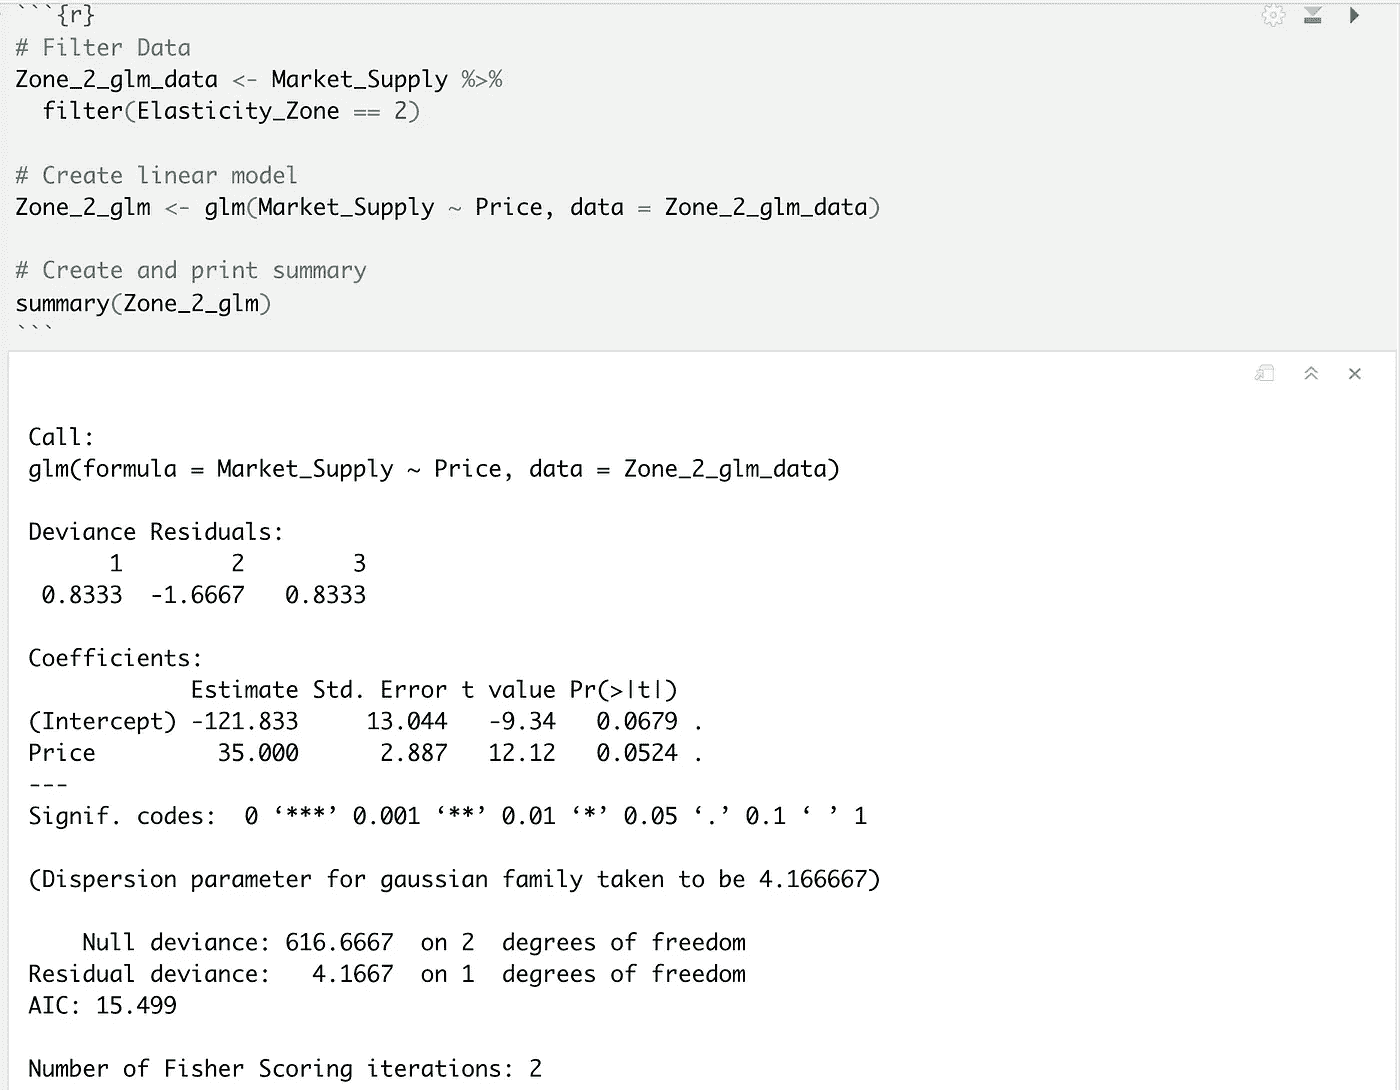 ```{r}
# Filter Data
Zone_2_glm_data <- Market_Supply %>%
  filter(Elasticity_Zone == 2)
# Create linear model
Zone_2_glm <- glm(Market_Supply ~ Price, data = Zone_2_glm_data)
# Create and print summary
summary(Zone_2_glm)
```
Call:
glm(formula = Market_Supply ~ Price, data = Zone_2_glm_data)
Deviance Residuals:
      1        2        3
 0.8333  -1.6667   0.8333
Coefficients:
            Estimate Std. Error t value Pr(>|t|)
(Intercept) -121.833     13.044   -9.34   0.0679 .
Price         35.000      2.887   12.12   0.0524 .
---
Signif. codes:  0 ‘***’ 0.001 ‘**’ 0.01 ‘*’ 0.05 ‘.’ 0.1 ‘ ’ 1
(Dispersion parameter for gaussian family taken to be 4.166667)
    Null deviance: 616.6667  on 2  degrees of freedom
Residual deviance:   4.1667  on 1  degrees of freedom
AIC: 15.499
Number of Fisher Scoring iterations: 2